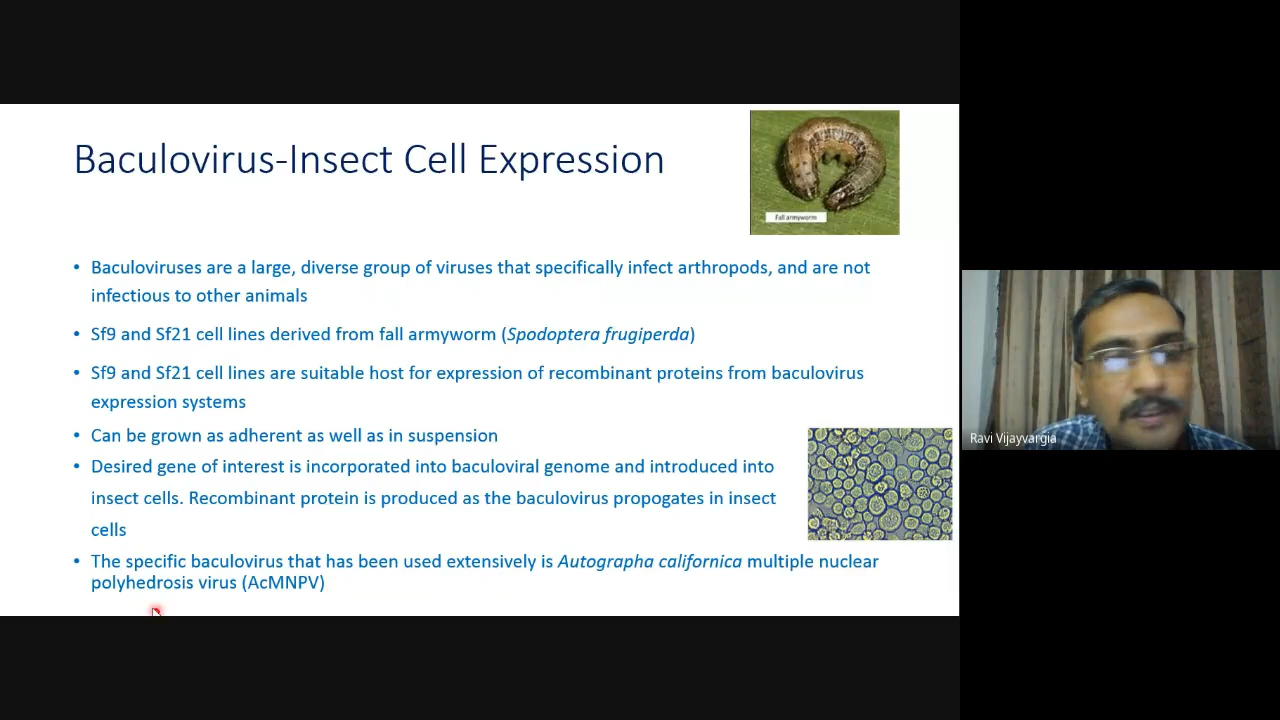 Baculovirus-Insect Cell Expression
Fall armyworm
• Baculoviruses are a large, diverse group of viruses that specifically infect arthropods, and are not
infectious to other animals
• Sf9 and Sf21 cell lines derived from fall armyworm (Spodoptera frugiperda)
• Sf9 and Sf21 cell lines are suitable host for expression of recombinant proteins from baculovirus
expression systems
• Can be grown as adherent as well as in suspension
• Desired gene of interest is incorporated into baculoviral genome and introduced into
insect cells. Recombinant protein is produced as the baculovirus propogates in insect
cells
• The specific baculovirus that has been used extensively is Autographa californica multiple nuclear
polyhedrosis virus (AcMNPV)
Ravi Vijayvargia